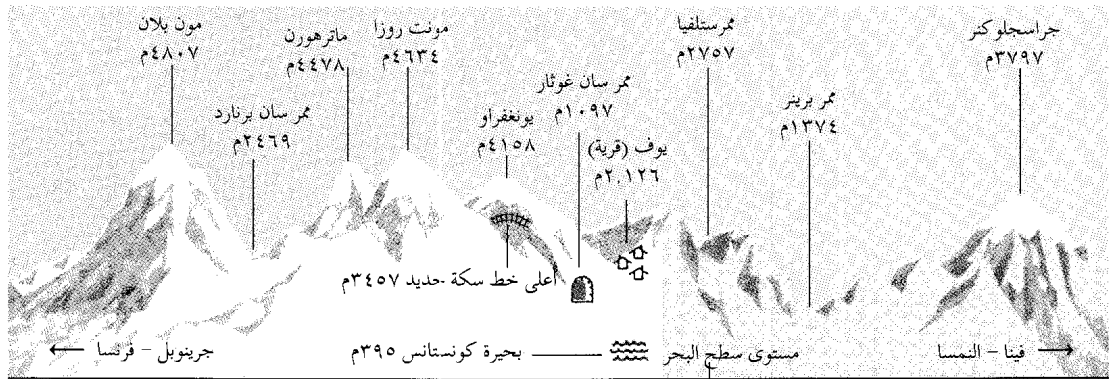 جراسجلوكنر
٣٧٩٧م
ممر برينر
١٣٧٤م
ممرستلفيا
٢٧٥٧م
يوف (قرية)
٢,١٢٦م
ممر سان غوثار
١٠٩٧م
يونغفراو
٤١٥٨م
مونت روزا
٤٦٣٤م
ماترهورن
٤٤٧٨م
ممر سان برنارد
٢٤٦٩م
مون بلان
٤٨٠٧م
أعلى خط سكة حديد ٣٤٥٧م
فينا – النمسا
مستوى سطح البحر
بحيرة كونستانس ٣٩٥م
جرينوبل – فرنسا